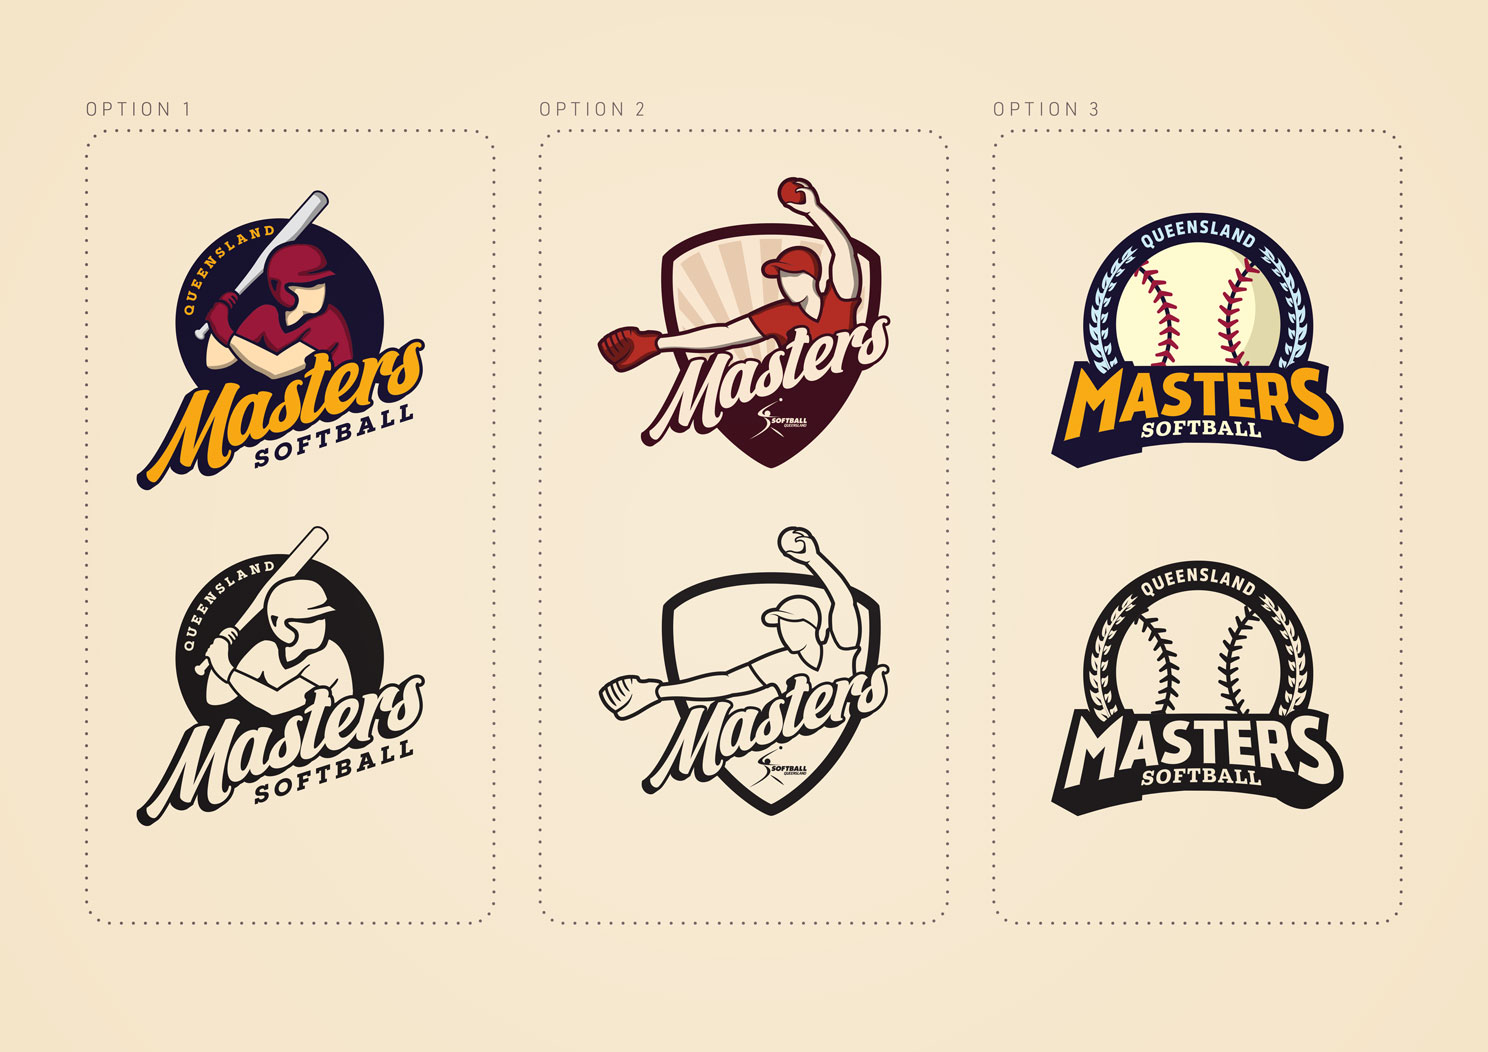 OPTION 1
QUEENSLAND
Masters
SOFTBALL
QUEENSLAND
Masters
SOFTBALL
OPTION 2
Masters
SOFTBALL
QUEENSLAND
Masters
SOFTBALL
QUEENSLAND
OPTION 3
QUEENSLAND
MASTERS
SOFTBALL
QUEENSLAND
MASTERS
SOFTBALL